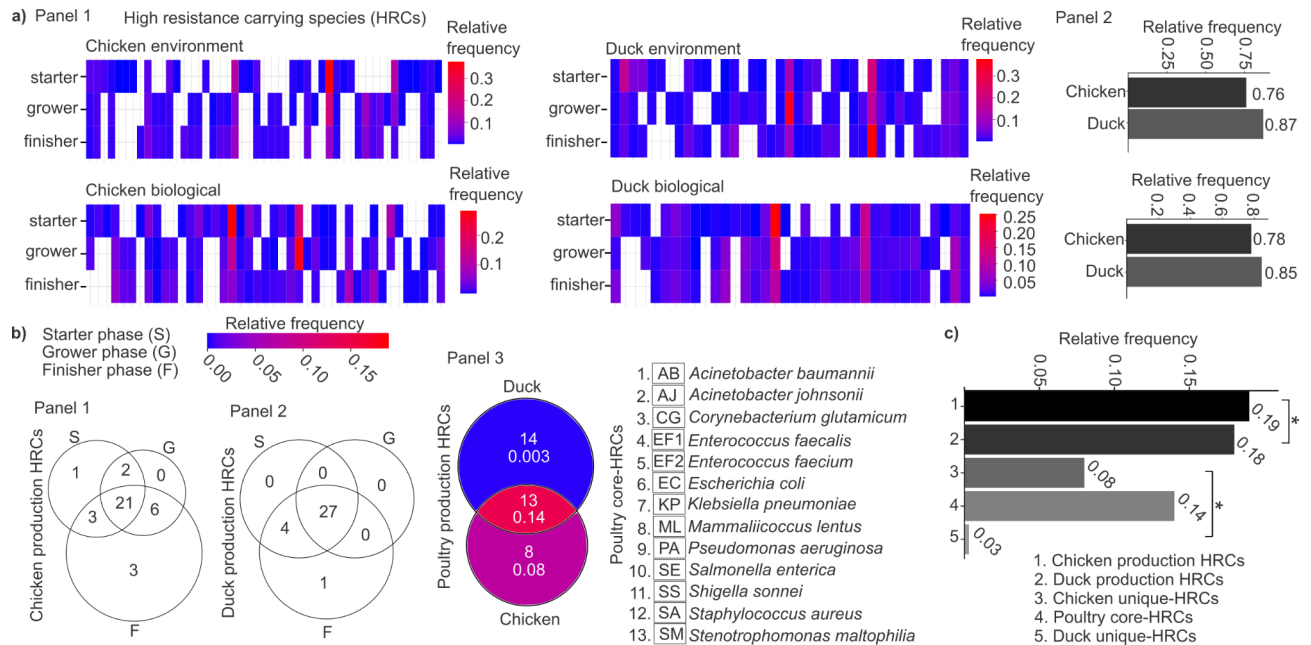 a) Panel 1 High resistance carrying species (HRCs)
Chicken environment
Relative
frequency
starter
grower
finisher
0.3
0.2
0.1
Duck environment
Relative
frequency
starter
grower
finisher
0.3
0.2
0.1
Panel 2
Relative frequency
0.25 0.50 0.75
Chicken 0.76
Duck 0.87
Chicken biological
Relative
frequency
starter
grower
finisher
0.2
0.1
Duck biological
Relative
frequency
starter
grower
finisher
0.25
0.20
0.15
0.10
0.05
Relative frequency
0.2 0.4 0.6 0.8
Chicken 0.78
Duck 0.85
b) Starter phase (S)
Grower phase (G)
Finisher phase (F)
Relative frequency
0.00 0.05 0.10 0.15
Panel 1
Chicken production HRCs
S
G
1 2 0
21
3 6
3
F
Panel 2
Duck production HRCs
S
G
0 0 0
27
4 0
1
F
Panel 3
Poultry production HRCs
Duck
14
0.003
13
0.14
8
0.08
Chicken
Poultry core-HRCs
1. AB Acinetobacter baumannii
2. AJ Acinetobacter johnsonii
3. CG Corynebacterium glutamicum
4. EF1 Enterococcus faecalis
5. EF2 Enterococcus faecium
6. EC Escherichia coli
7. KP Klebsiella pneumoniae
8. ML Mammaliicoccus lentus
9. PA Pseudomonas aeruginosa
10. SE Salmonella enterica
11. SS Shigella sonnei
12. SA Staphylococcus aureus
13. SM Stenotrophomonas maltophilia
c)
Relative frequency
0.05 0.10 0.15
1 0.19
*
2 0.18
3 0.08
*
4 0.14
5 0.03
1. Chicken production HRCs
2. Duck production HRCs
3. Chicken unique-HRCs
4. Poultry core-HRCs
5. Duck unique-HRCs